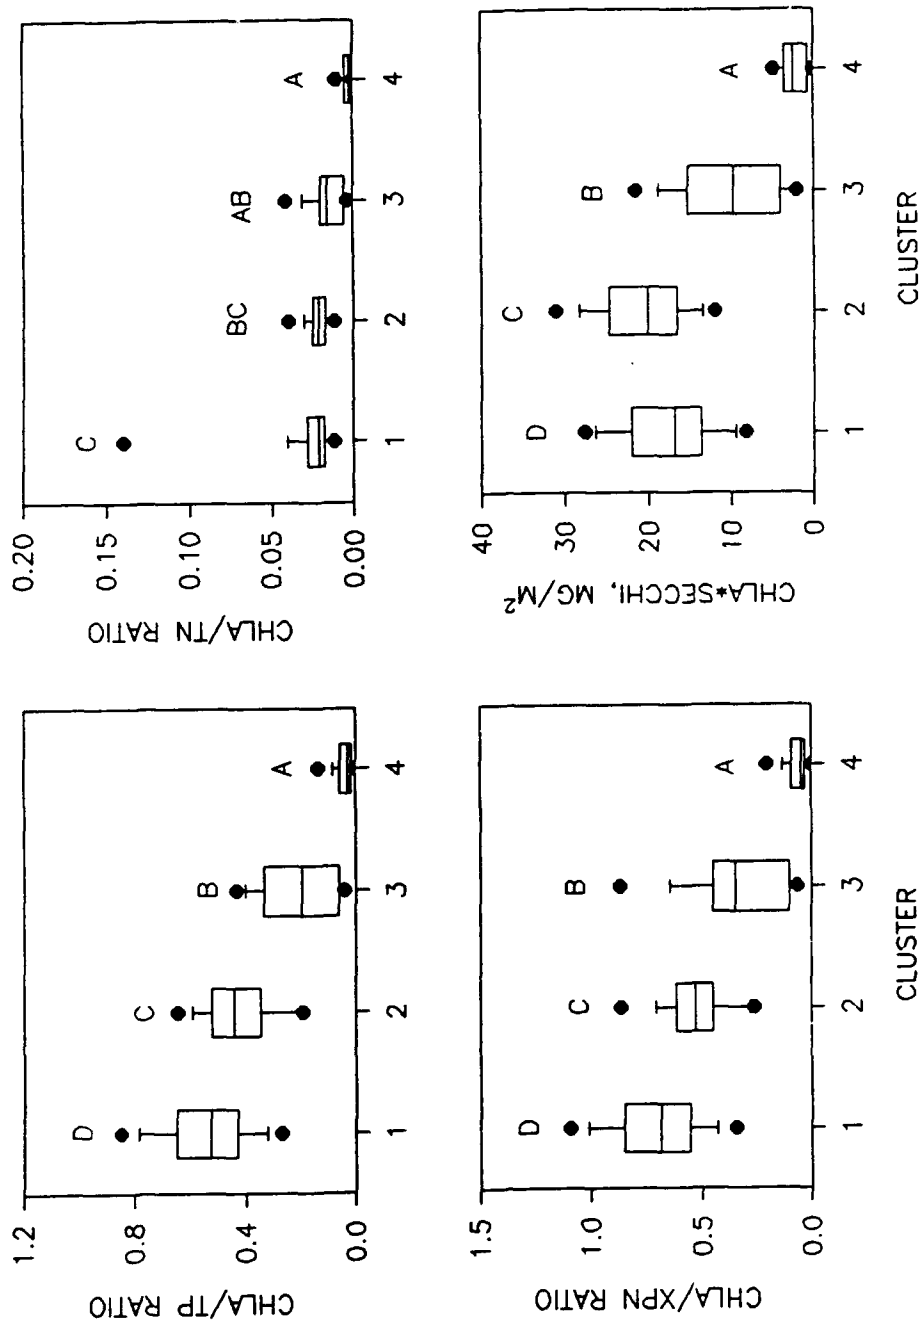 CHLA/TP RATIO
1.2
0.8
0.4
0.0
D
C
B
A
1
2
3
4
CHLA/TN RATIO
0.20
0.15
0.10
0.05
0.00
C
BC
AB
A
1
2
3
4
CHLA/XPN RATIO
1.5
1.0
0.5
0.0
D
C
B
A
1
2
3
4
CLUSTER
CHLA*SECCHI, MG/M²
40
30
20
10
0
D
C
B
A
1
2
3
4
CLUSTER